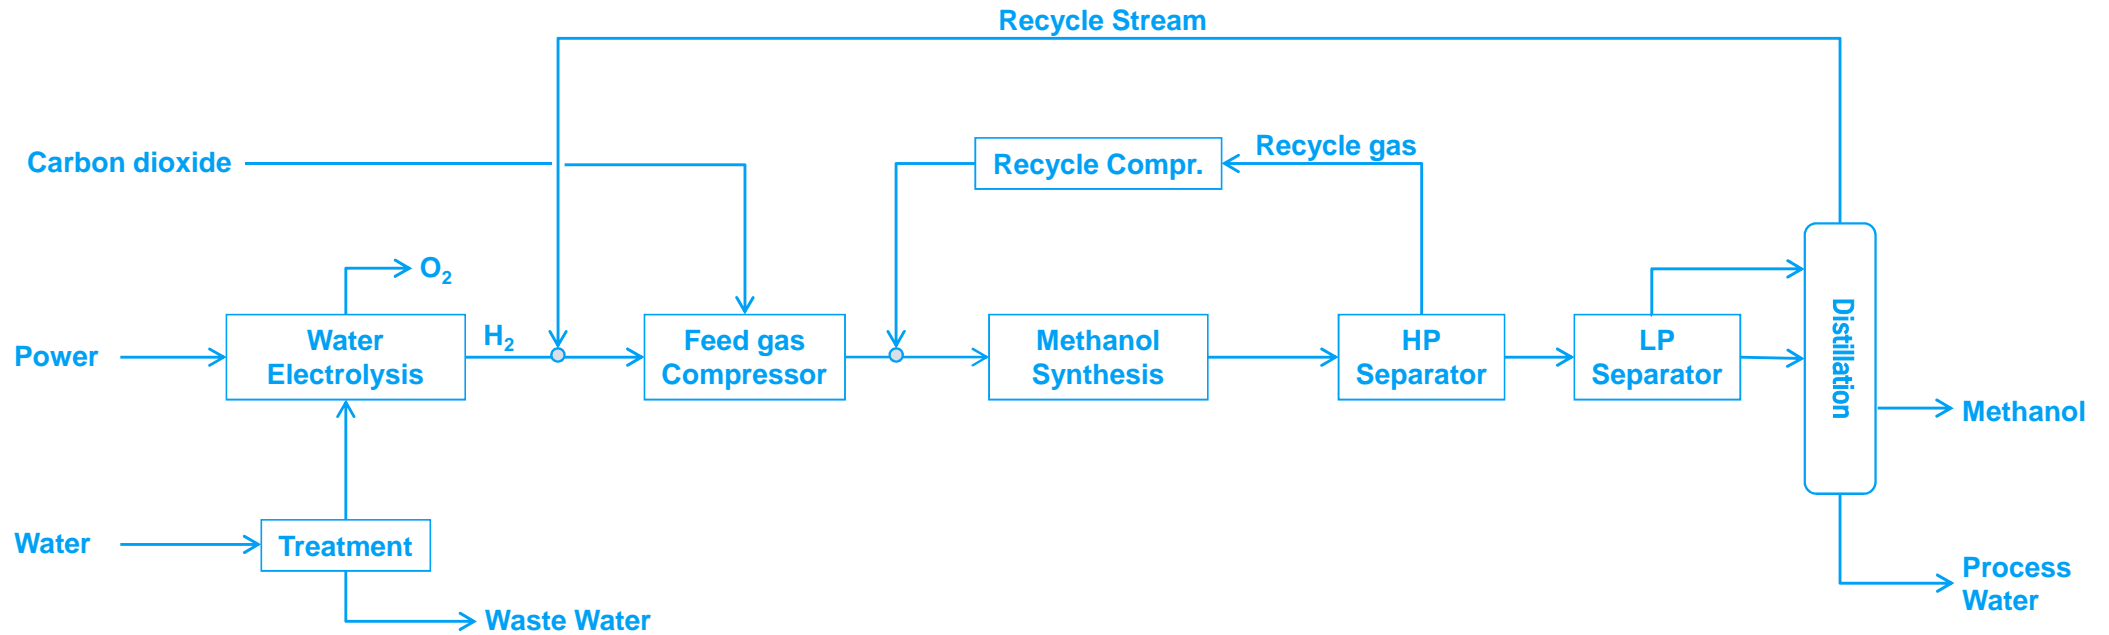 Recycle Stream
Carbon dioxide
Recycle Compr.
Recycle gas
O₂
Power
Water
Electrolysis
H₂
Feed gas
Compressor
Methanol
Synthesis
HP
Separator
LP
Separator
Distillation
Methanol
Water
Treatment
Waste Water
Process
Water